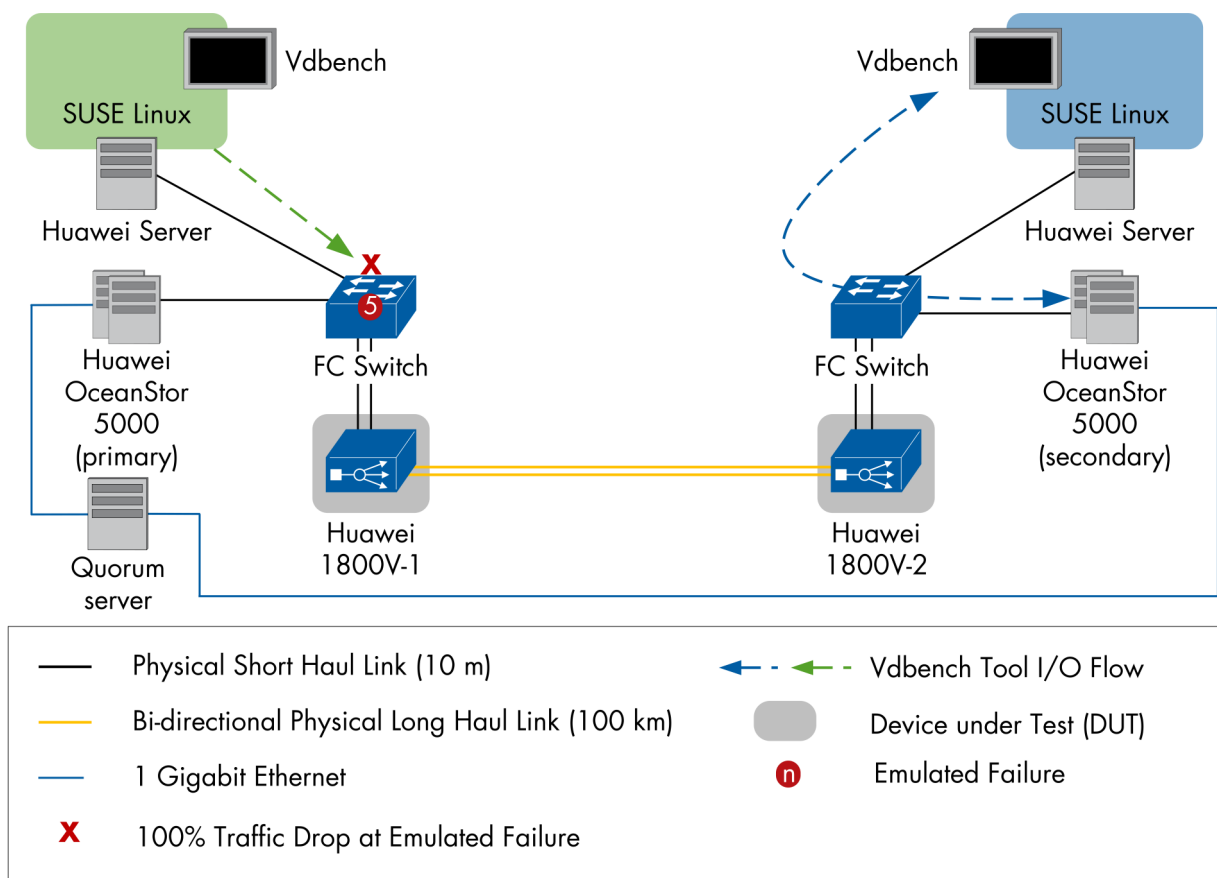 Vdbench
SUSE Linux
Huawei Server
X
5
FC Switch
Huawei
OceanStor
5000
(primary)
Huawei
1800V-1
Quorum
server
Vdbench
SUSE Linux
Huawei Server
FC Switch
Huawei
OceanStor
5000
(secondary)
Huawei
1800V-2
Physical Short Haul Link (10 m)
Bi-directional Physical Long Haul Link (100 km)
1 Gigabit Ethernet
X 100% Traffic Drop at Emulated Failure
Vdbench Tool I/O Flow
Device under Test (DUT)
n Emulated Failure